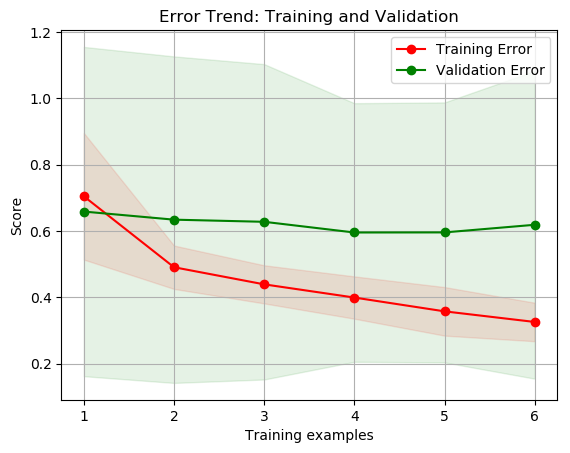 Error Trend: Training and Validation
Training Error
Validation Error
Score
1.2
1.0
0.8
0.6
0.4
0.2
1 2 3 4 5 6
Training examples